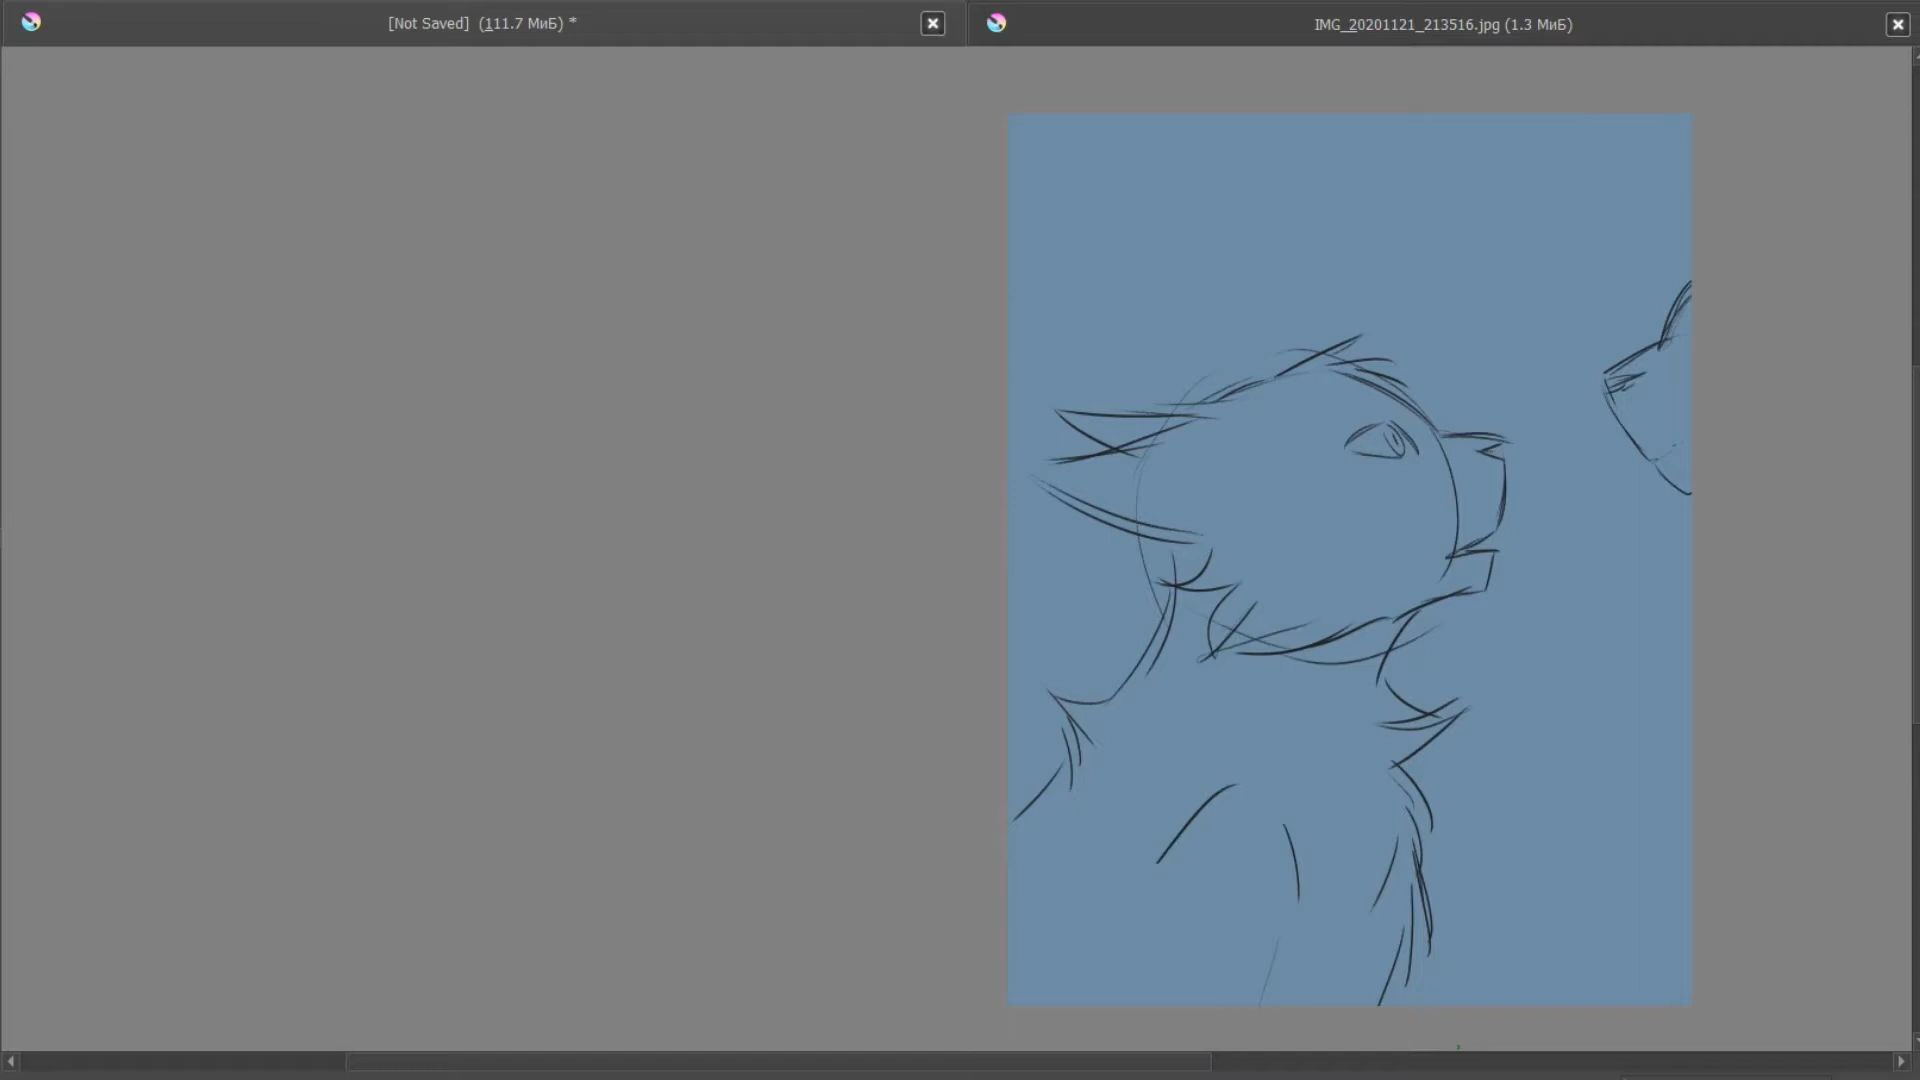 [Not Saved]  (111.7 МиБ) *
IMG_20201121_213516.jpg (1.3 МиБ)